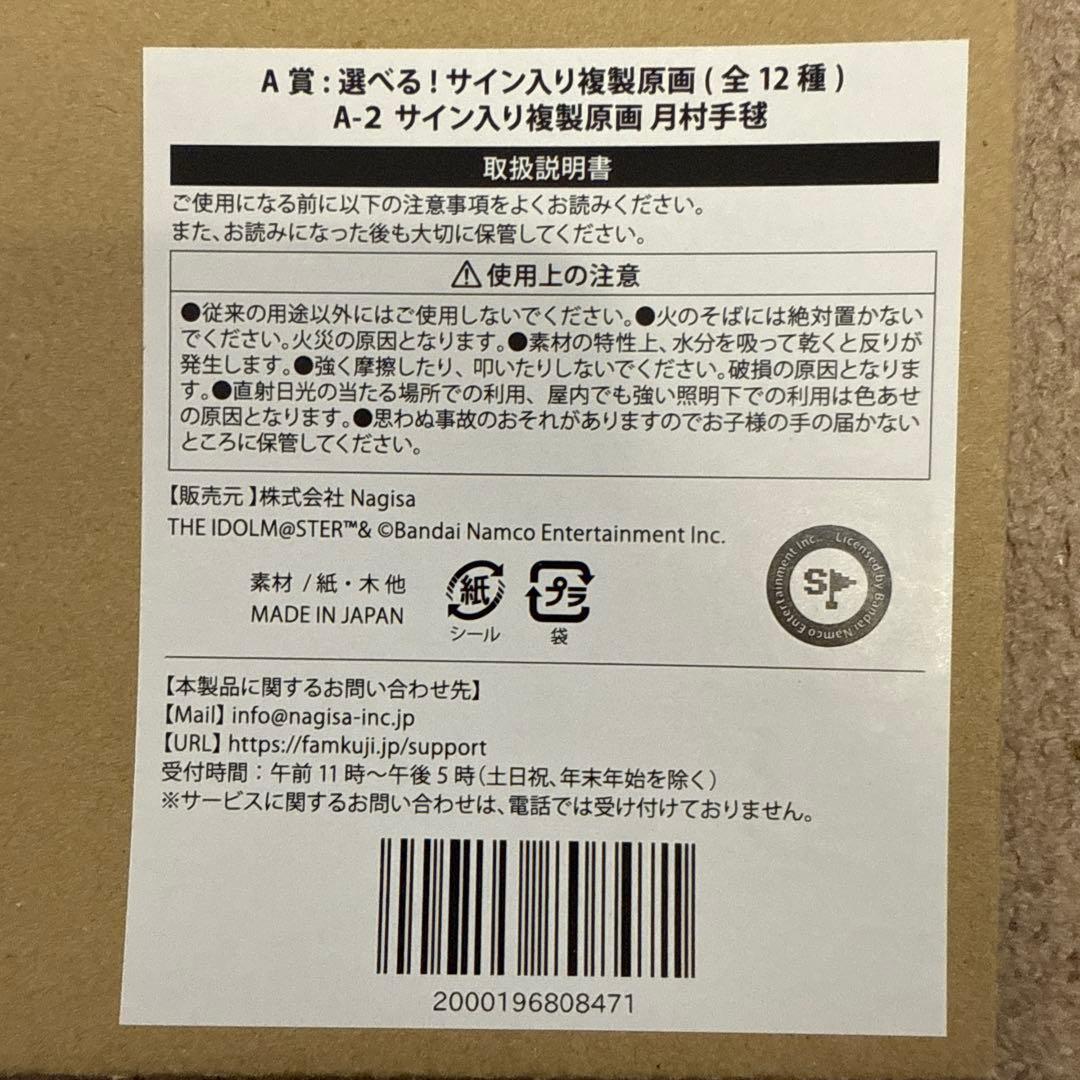 A 賞 : 選べる ! サイン入り複製原画 ( 全 12 種 )
A-2 サイン入り複製原画 月村手毬
取扱説明書
ご使用になる前に以下の注意事項をよくお読みください。
また、お読みになった後も大切に保管してください。
⚠使用上の注意
●従来の用途以外にはご使用しないでください。●火のそばには絶対置かない
でください。火災の原因となります。●素材の特性上、水分を吸って乾くと反りが
発生します。●強く摩擦したり、叩いたりしないでください。破損の原因となりま
す。●直射日光の当たる場所での利用、屋内でも強い照明下での利用は色あせ
の原因となります。●思わぬ事故のおそれがありますのでお子様の手の届かない
ところに保管してください。
【販売元】株式会社 Nagisa
THE IDOLM@STER™& ©Bandai Namco Entertainment Inc.
素材 / 紙・木 他
MADE IN JAPAN
紙
シール
プラ
袋
Licensed by Bandai Namco Entertainment Inc.
SP
【本製品に関するお問い合わせ先】
【Mail】info@nagisa-inc.jp
【URL】https://famkuji.jp/support
受付時間：午前 11 時～午後 5 時（土日祝、年末年始を除く）
※サービスに関するお問い合わせは、電話では受け付けておりません。
2000196808471